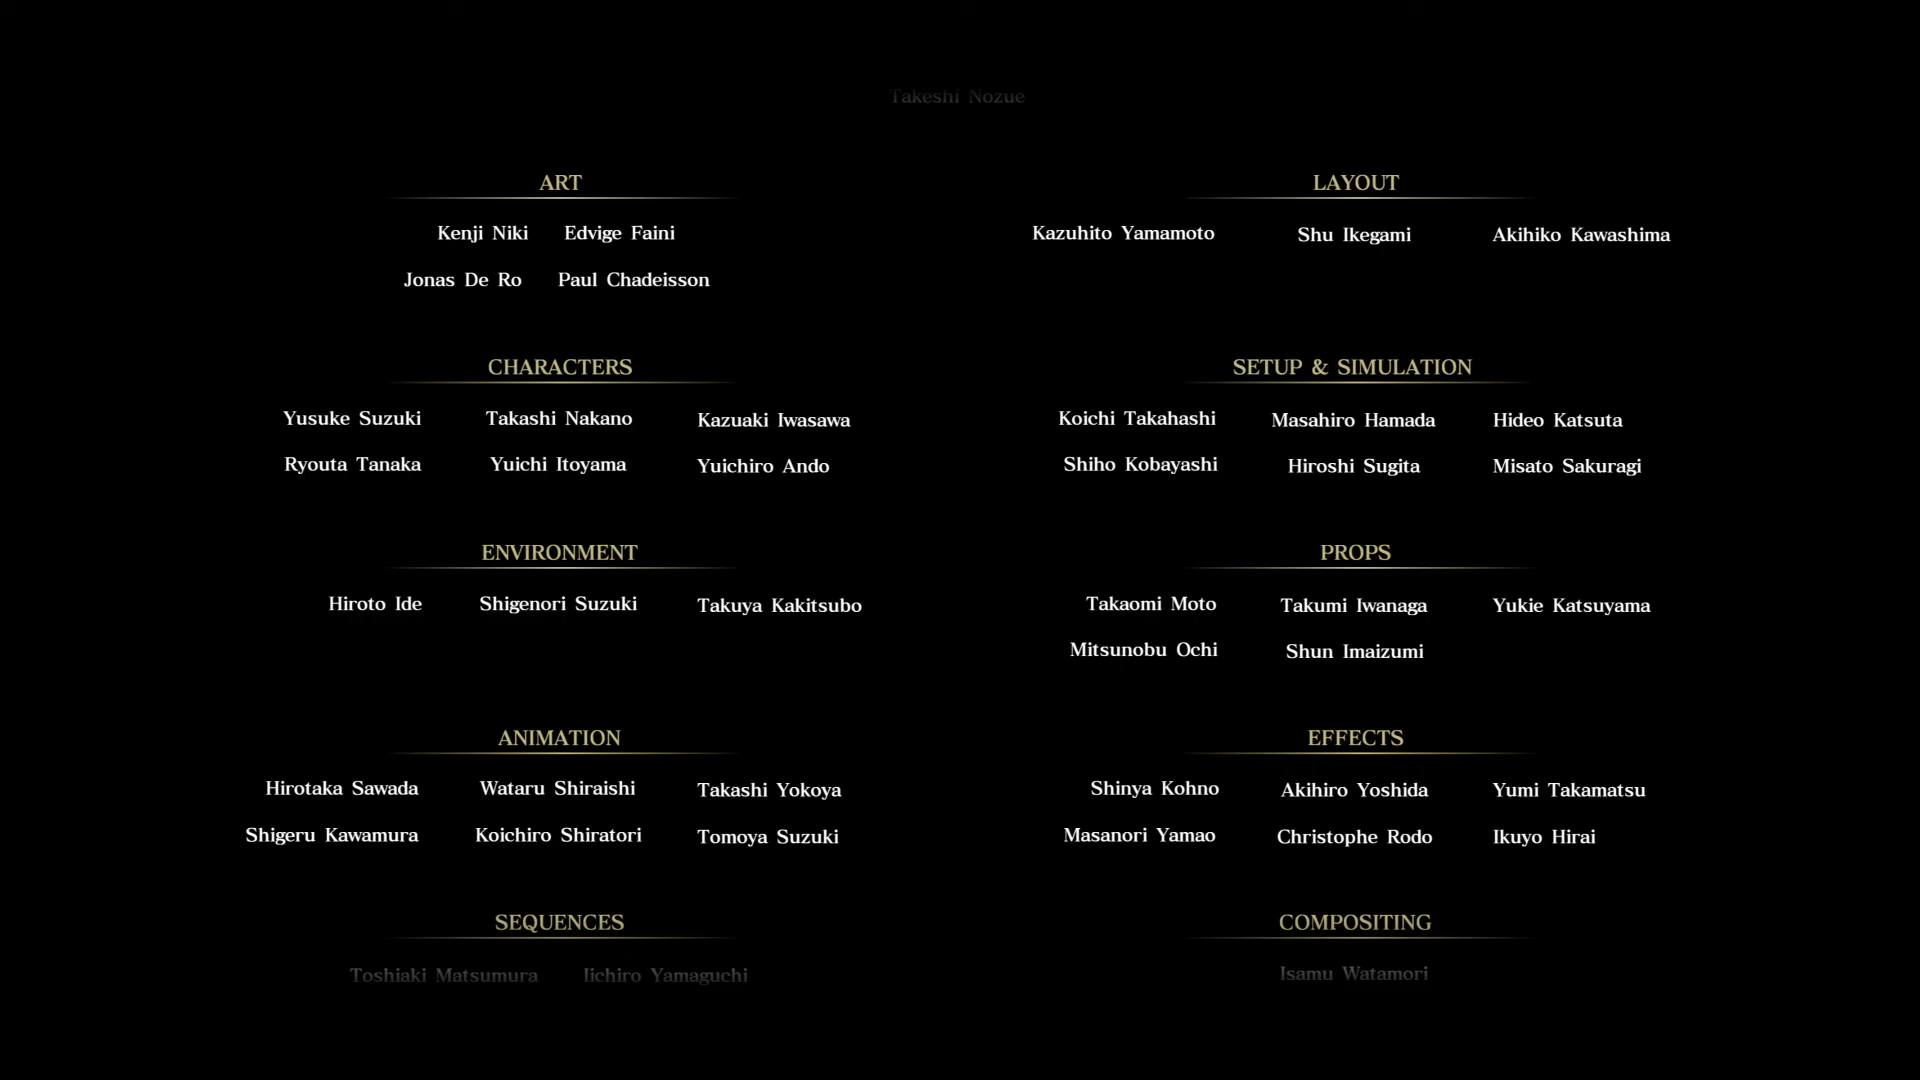 Takeshi Nozue
ART
Kenji Niki Edvige Faini
Jonas De Ro Paul Chadeisson
LAYOUT
Kazuhito Yamamoto Shu Ikegami Akihiko Kawashima
CHARACTERS
Yusuke Suzuki Takashi Nakano Kazuaki Iwasawa
Ryouta Tanaka Yuichi Itoyama Yuichiro Ando
SETUP & SIMULATION
Koichi Takahashi Masahiro Hamada Hideo Katsuta
Shiho Kobayashi Hiroshi Sugita Misato Sakuragi
ENVIRONMENT
Hiroto Ide Shigenori Suzuki Takuya Kakitsubo
PROPS
Takaomi Moto Takumi Iwanaga Yukie Katsuyama
Mitsunobu Ochi Shun Imaizumi
ANIMATION
Hirotaka Sawada Wataru Shiraishi Takashi Yokoya
Shigeru Kawamura Koichiro Shiratori Tomoya Suzuki
EFFECTS
Shinya Kohno Akihiro Yoshida Yumi Takamatsu
Masanori Yamao Christophe Rodo Ikuyo Hirai
SEQUENCES
Toshiaki Matsumura Iichiro Yamaguchi
COMPOSITING
Isamu Watamori